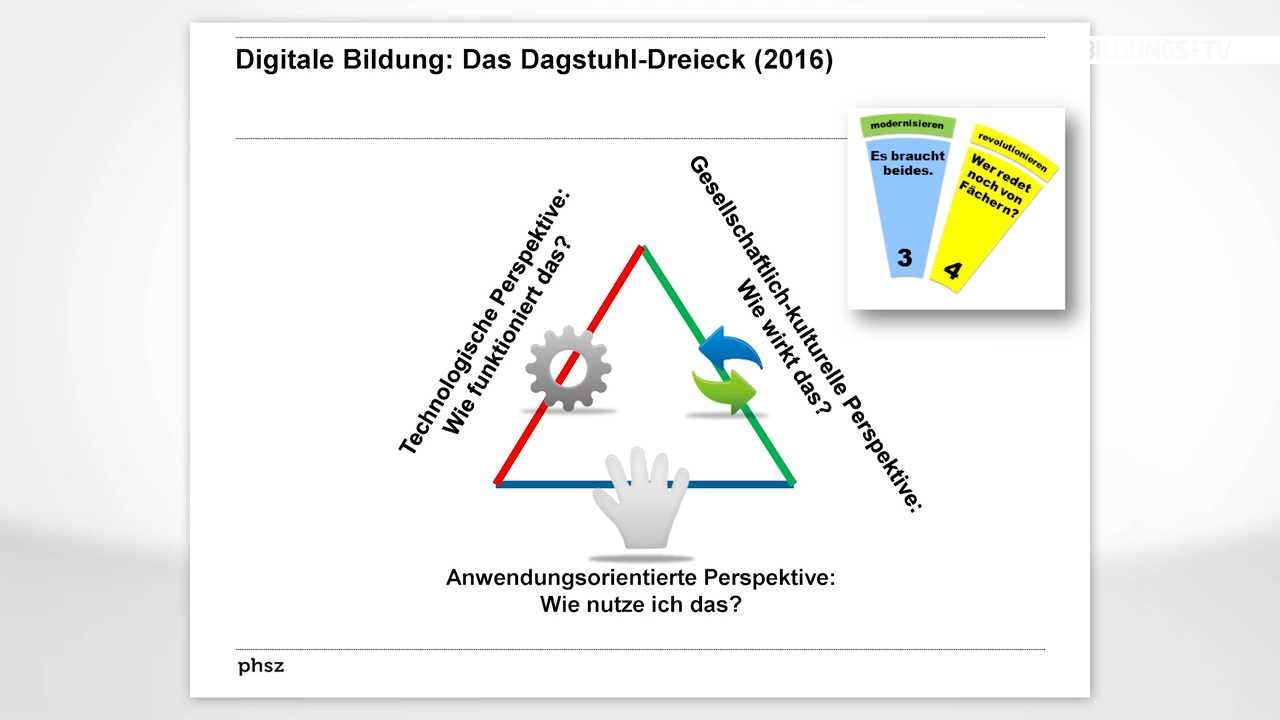 Digitale Bildung: Das Dagstuhl-Dreieck (2016)
BILDUNGS TV
modernisieren
Es braucht
beides.
3
revolutionieren
Wer redet
noch von
Fächern?
4
Technologische Perspektive:
Wie funktioniert das?
Gesellschaftlich-kulturelle Perspektive:
Wie wirkt das?
Anwendungsorientierte Perspektive:
Wie nutze ich das?
phsz